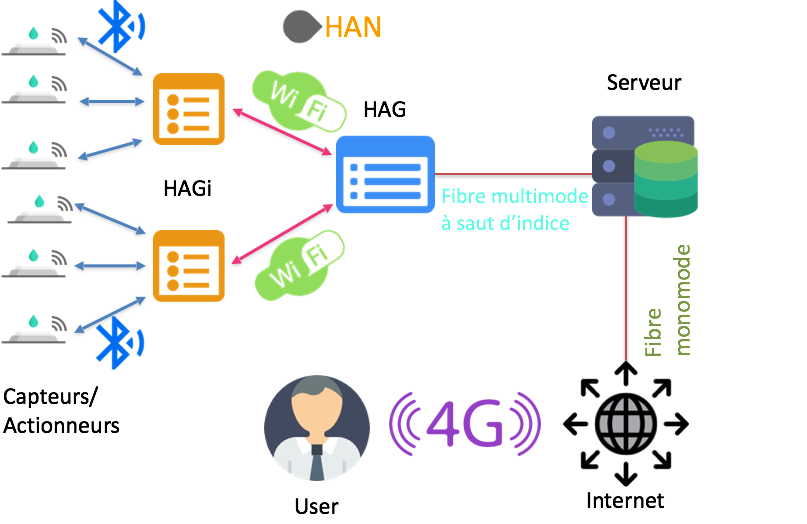 HAN
Serveur
Wi Fi
HAG
HAGi
Fibre multimode
à saut d'indice
Wi Fi
Fibre
monomode
Capteurs/
Actionneurs
4G
User
Internet